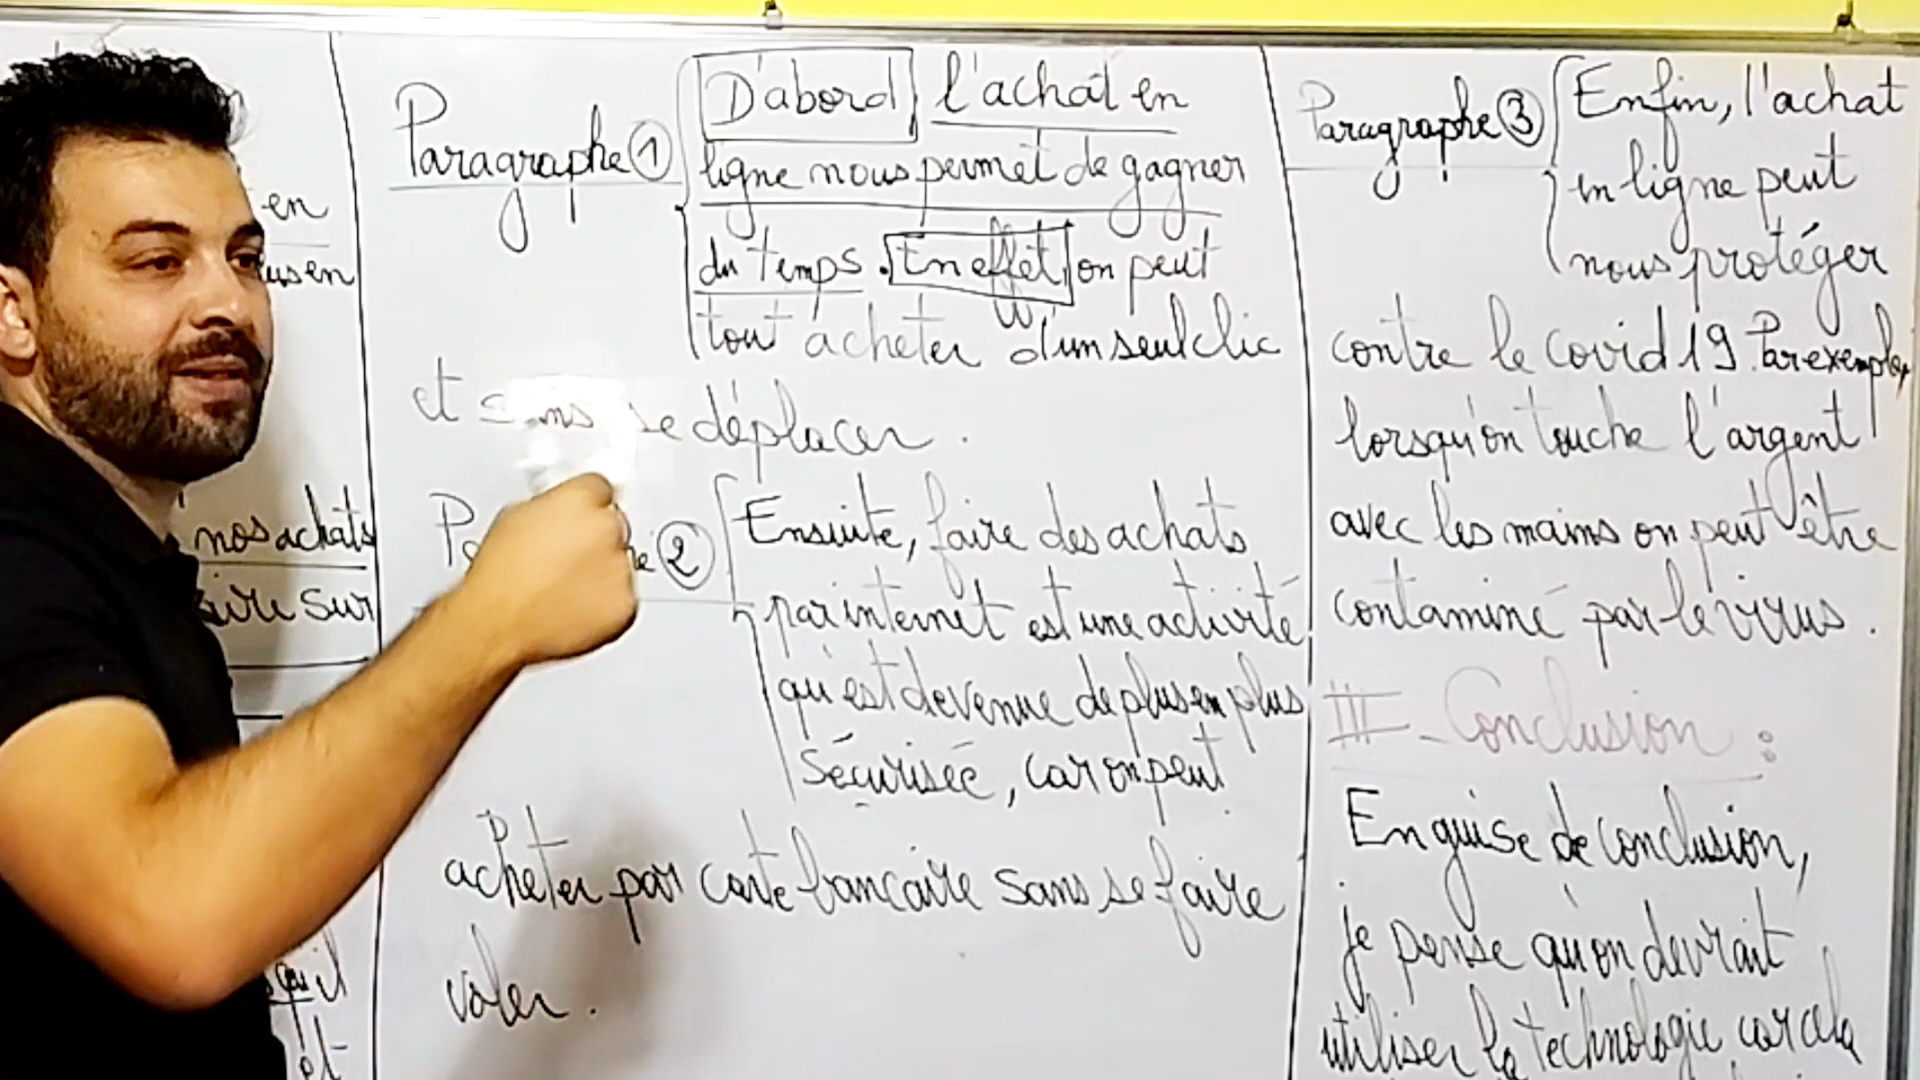 en
nos achats
sur
Paragraphe 1
D'abord l'achat en
ligne nous permet de gagner
du temps. En effet, on peut
tout acheter d'un seul clic
et sans se déplacer.
2
Ensuite, faire des achats
par internet est une activité
qui est devenue de plus en plus
sécurisée, car on peut
acheter par carte bancaire sans se faire
voler.
Paragraphe 3
Enfin, l'achat
en ligne peut
nous protéger
contre le covid 19. Par exemple,
lorsqu'on touche l'argent
avec les mains on peut être
contaminé par le virus.
III - Conclusion :
En guise de conclusion,
je pense qu'on devrait
utiliser la technologie car cela